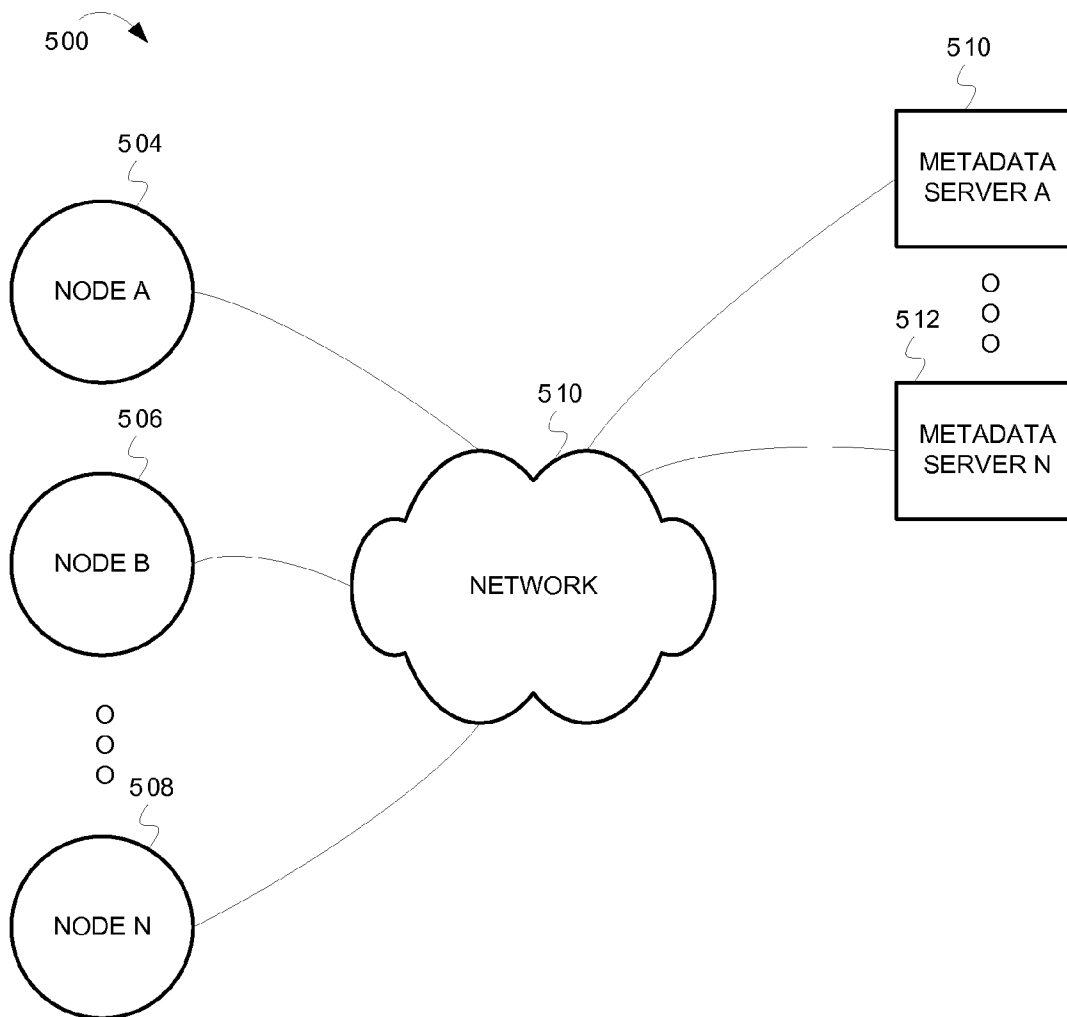 500
510
METADATA
SERVER A
504
NODE A
O
O
O
512
METADATA
SERVER N
510
506
NODE B
NETWORK
O
O
O
508
NODE N